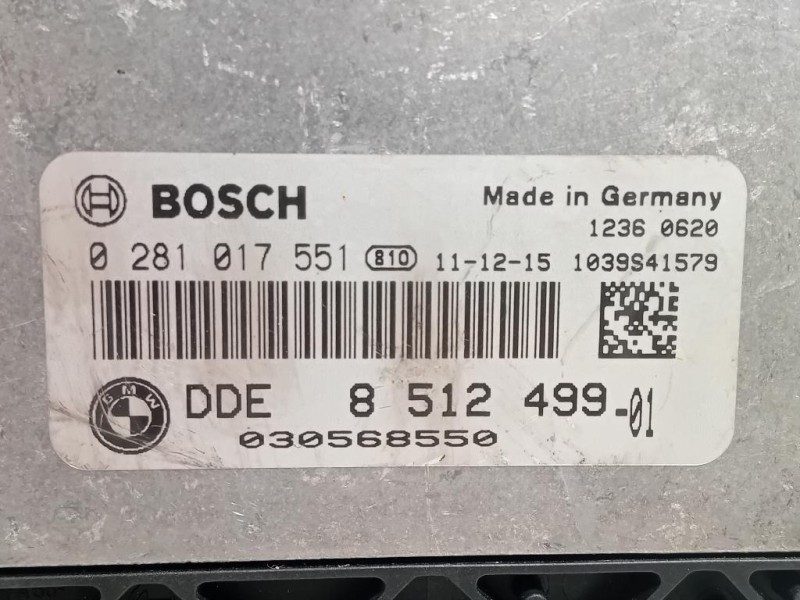 BOSCH Made in Germany
1236 0620
0 281 017 551 810 11-12-15 1039S41579
BMW DDE 8 512 499-01
030568550